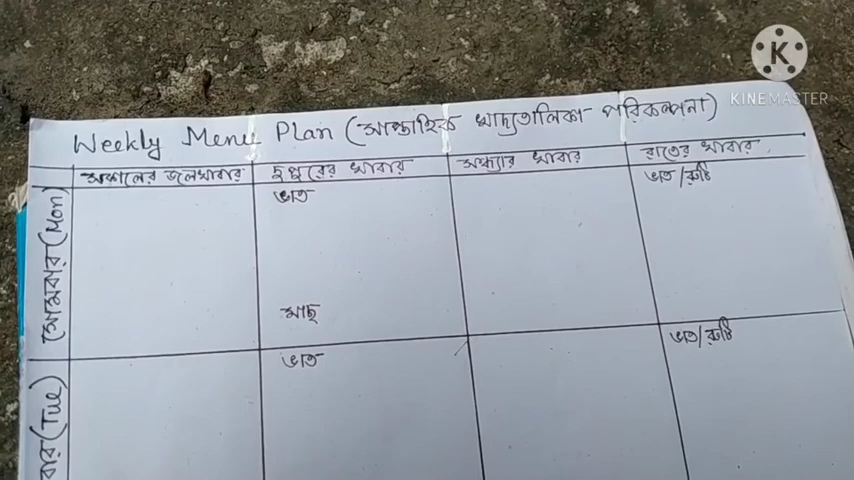 K
KINEMASTER
Weekly Menu Plan (সাপ্তাহিক খাদ্যতালিকা পরিকল্পনা)
সকালের জলখাবার দুপুরের খাবার সন্ধ্যার খাবার রাতের খাবার
সোমবার (Mon) ভাত ভাত/রুটি
মাছ
বার (Tue) ভাত ভাত/রুটি